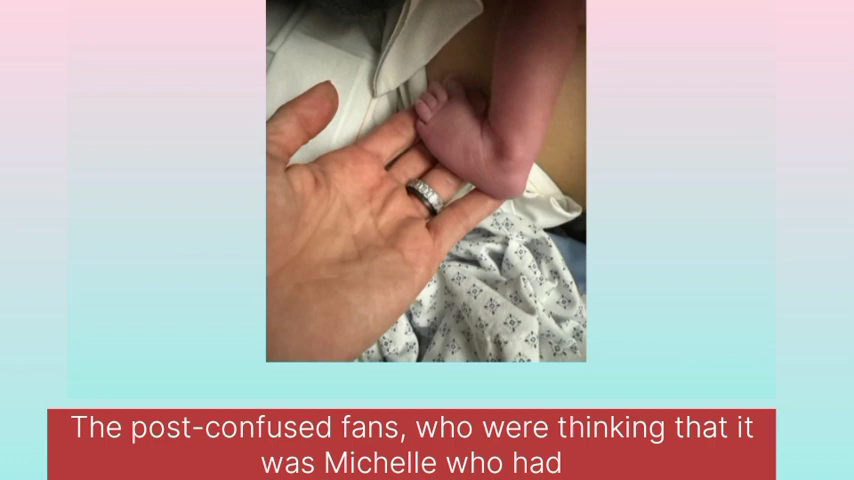 The post-confused fans, who were thinking that it
was Michelle who had